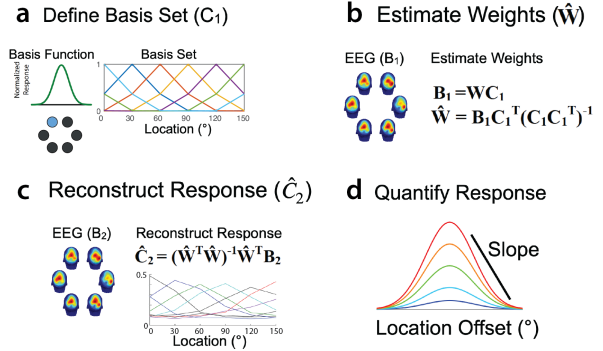 a Define Basis Set (C₁)
Basis Function
Basis Set
Normalized
Response
1
0
0 30 60 90 120 150
Location (°)
b Estimate Weights (Ŵ)
EEG (B₁)
Estimate Weights
B₁ =WC₁
Ŵ = B₁C₁ᵀ(C₁C₁ᵀ)⁻¹
c Reconstruct Response (Ĉ₂)
EEG (B₂)
Reconstruct Response
Ĉ₂ = (ŴᵀŴ)⁻¹ŴᵀB₂
0.5
0
0 30 60 90 120 150
Location (°)
d Quantify Response
Slope
Location Offset (°)